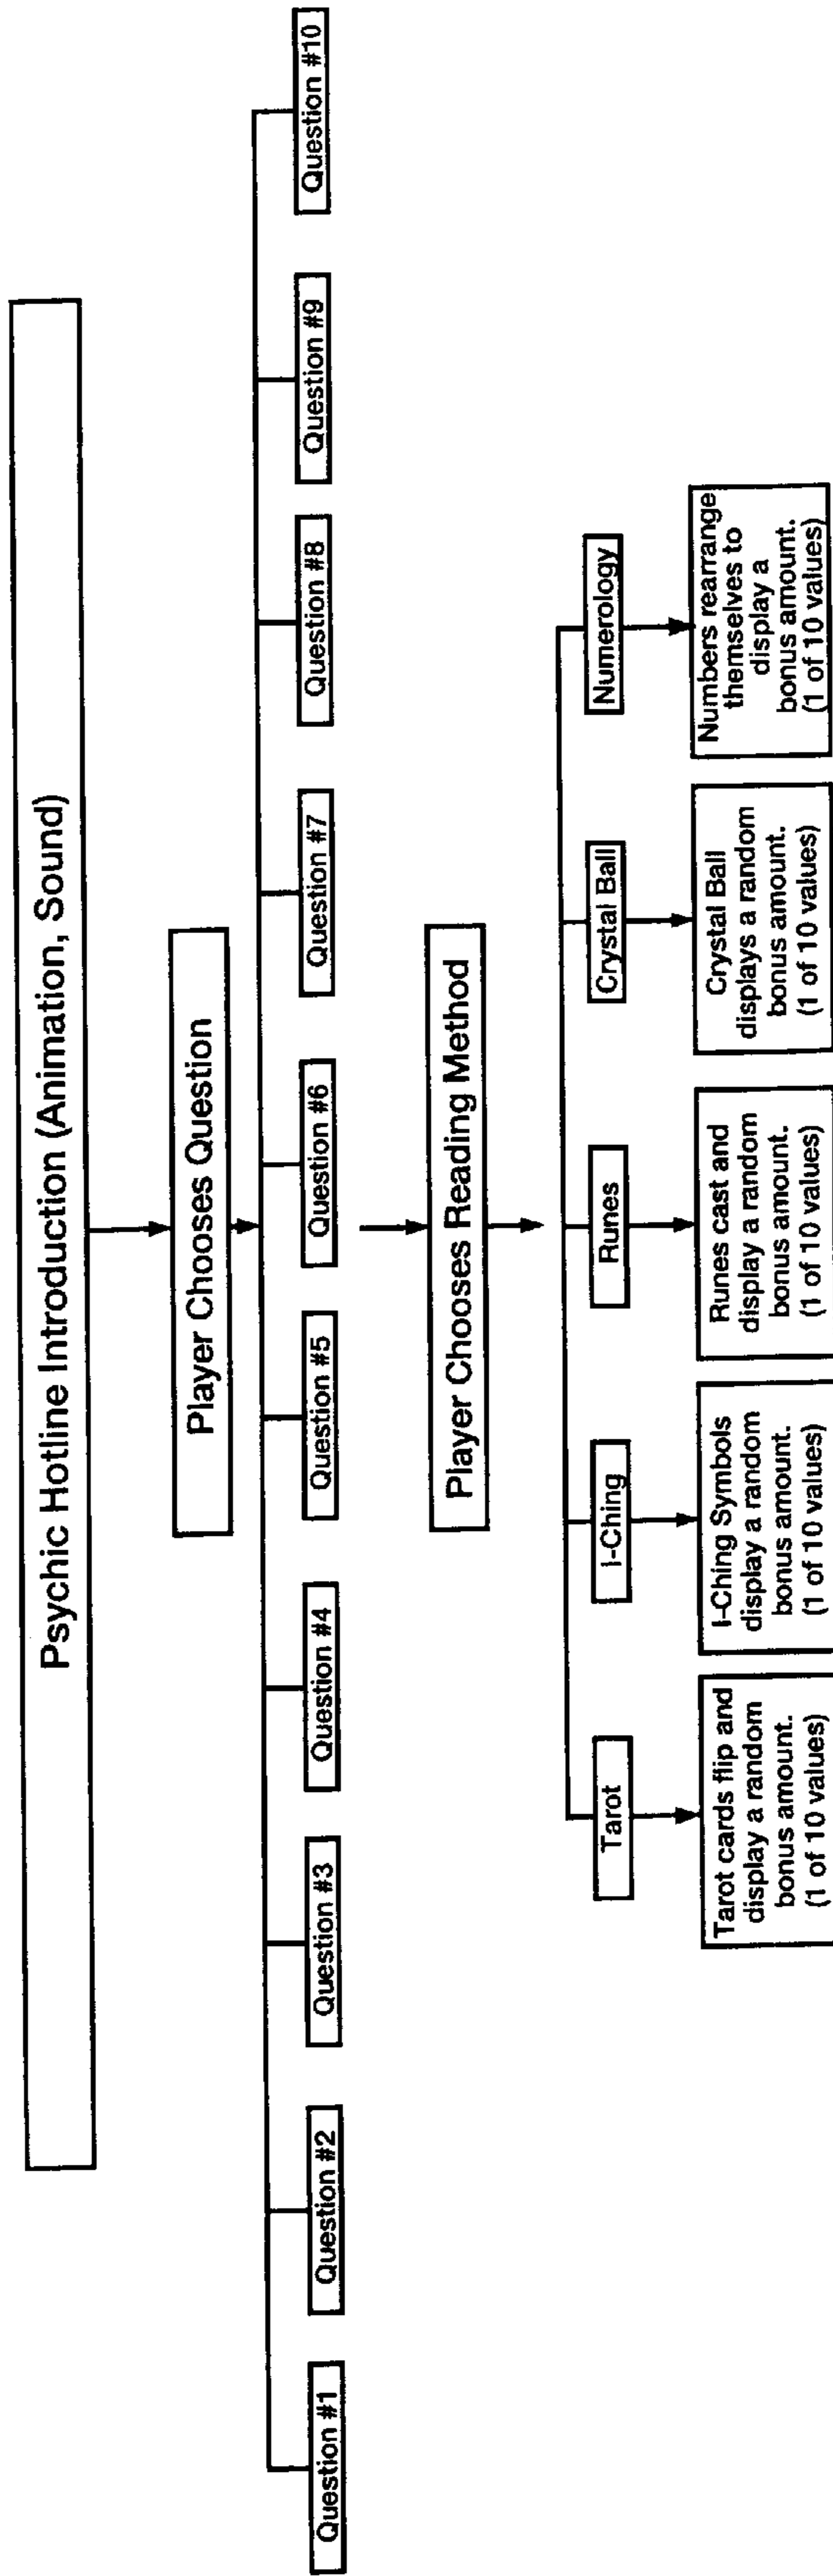 Psychic Hotline Introduction (Animation, Sound)
Player Chooses Question
Question #1
Question #2
Question #3
Question #4
Question #5
Question #6
Question #7
Question #8
Question #9
Question #10
Player Chooses Reading Method
Tarot
I-Ching
Runes
Crystal Ball
Numerology
Tarot cards flip and
display a random
bonus amount.
(1 of 10 values)
I-Ching Symbols
display a random
bonus amount.
(1 of 10 values)
Runes cast and
display a random
bonus amount.
(1 of 10 values)
Crystal Ball
displays a random
bonus amount.
(1 of 10 values)
Numbers rearrange
themselves to
display a
bonus amount.
(1 of 10 values)